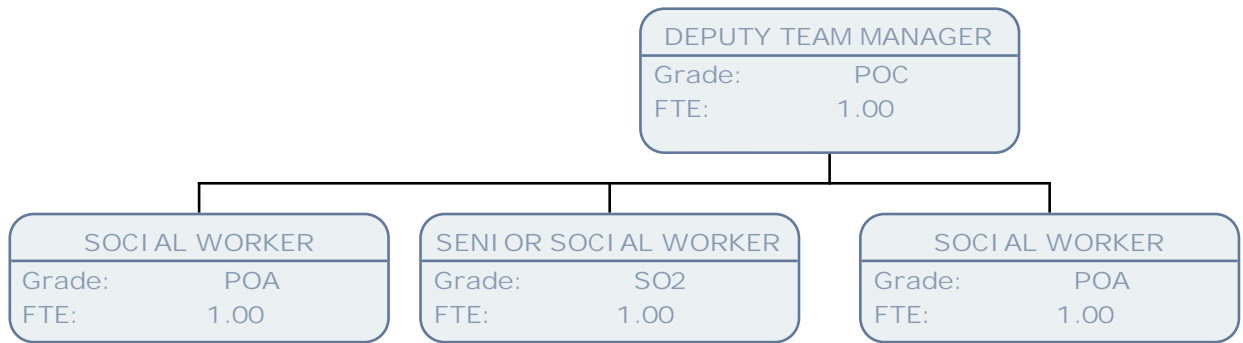 DEPUTY TEAM MANAGER
Grade: POC
FTE: 1.00
SOCIAL WORKER
Grade: POA
FTE: 1.00
SENIOR SOCIAL WORKER
Grade: SO2
FTE: 1.00
SOCIAL WORKER
Grade: POA
FTE: 1.00